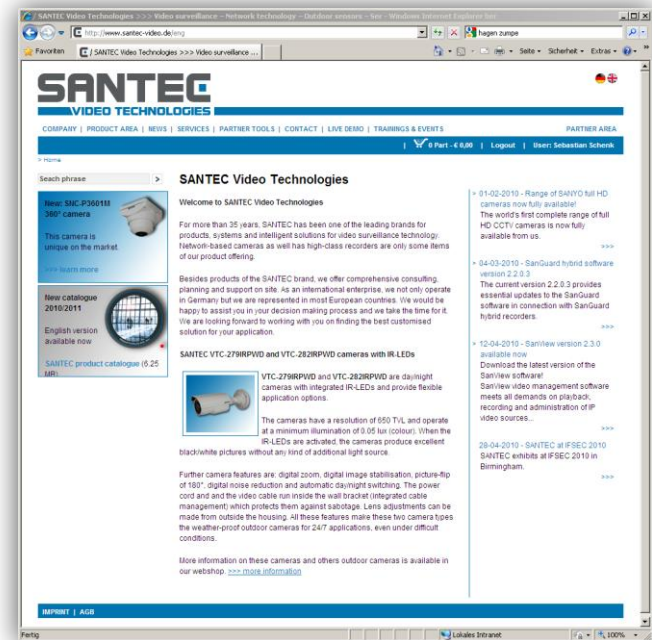 SANTEC Video Technologies >>> Video surveillance - Network technology - Outdoor sensors - Ser - Windows Internet Explorer
http://www.santec-video.de/eng
hagen zumpe
Favoriten
SANTEC Video Technologies >>> Video surveillance ...
Seite
Sicherheit
Extras
SANTEC
VIDEO TECHNOLOGIES
COMPANY | PRODUCT AREA | NEWS | SERVICES | PARTNER TOOLS | CONTACT | LIVE DEMO | TRAININGS & EVENTS
PARTNER AREA
| 0 Part - € 0,00 | Logout | User: Sebastian Schenk
> Home
Seach phrase >
New: SNC-P3601M
360° camera
This camera is
unique on the market.
>>> learn more
New catalogue
2010/2011
English version
available now
SANTEC product catalogue (6.25
MB)
SANTEC Video Technologies
Welcome to SANTEC Video Technologies
For more than 35 years, SANTEC has been one of the leading brands for
products, systems and intelligent solutions for video surveillance technology.
Network-based cameras as well has high-class recorders are only some items
of our product offering.
Besides products of the SANTEC brand, we offer comprehensive consulting,
planning and support on site. As an international enterprise, we not only operate
in Germany but we are represented in most European countries. We would be
happy to assist you in your decision making process and we take the time for it.
We are looking forward to working with you on finding the best customised
solution for your application.
SANTEC VTC-279IRPWD and VTC-282IRPWD cameras with IR-LEDs
VTC-279IRPWD and VTC-282IRPWD are day/night
cameras with integrated IR-LEDs and provide flexible
application options.
The cameras have a resolution of 650 TVL and operate
at a minimum illumination of 0.05 lux (colour). When the
IR-LEDs are activated, the cameras produce excellent
black/white pictures without any kind of additional light source.
Further camera features are: digital zoom, digital image stabilisation, picture-flip
of 180°, digital noise reduction and automatic day/night switching. The power
cord and and the video cable run inside the wall bracket (integrated cable
management) which protects them against sabotage. Lens adjustments can be
made from outside the housing. All these features make these two camera types
the weather-proof outdoor cameras for 24/7 applications, even under difficult
conditions.
More information on these cameras and others outdoor cameras is available in
our webshop. >>> more information
> 01-02-2010 - Range of SANYO full HD
cameras now fully available!
The world's first complete range of full
HD CCTV cameras is now fully
available from us.
>>>
> 04-03-2010 - SanGuard hybrid software
version 2.2.0.3
The current version 2.2.0.3 provides
essential updates to the SanGuard
software in connection with SanGuard
hybrid recorders.
>>>
> 12-04-2010 - SanView version 2.3.0
available now
Download the latest version of the
SanView software!
SanView video management software
meets all demands on playback,
recording and administration of IP
video sources...
>>>
28-04-2010 - SANTEC at IFSEC 2010
SANTEC exhibits at IFSEC 2010 in
Birmingham.
>>>
IMPRINT | AGB
Fertig
Lokales Intranet
100%